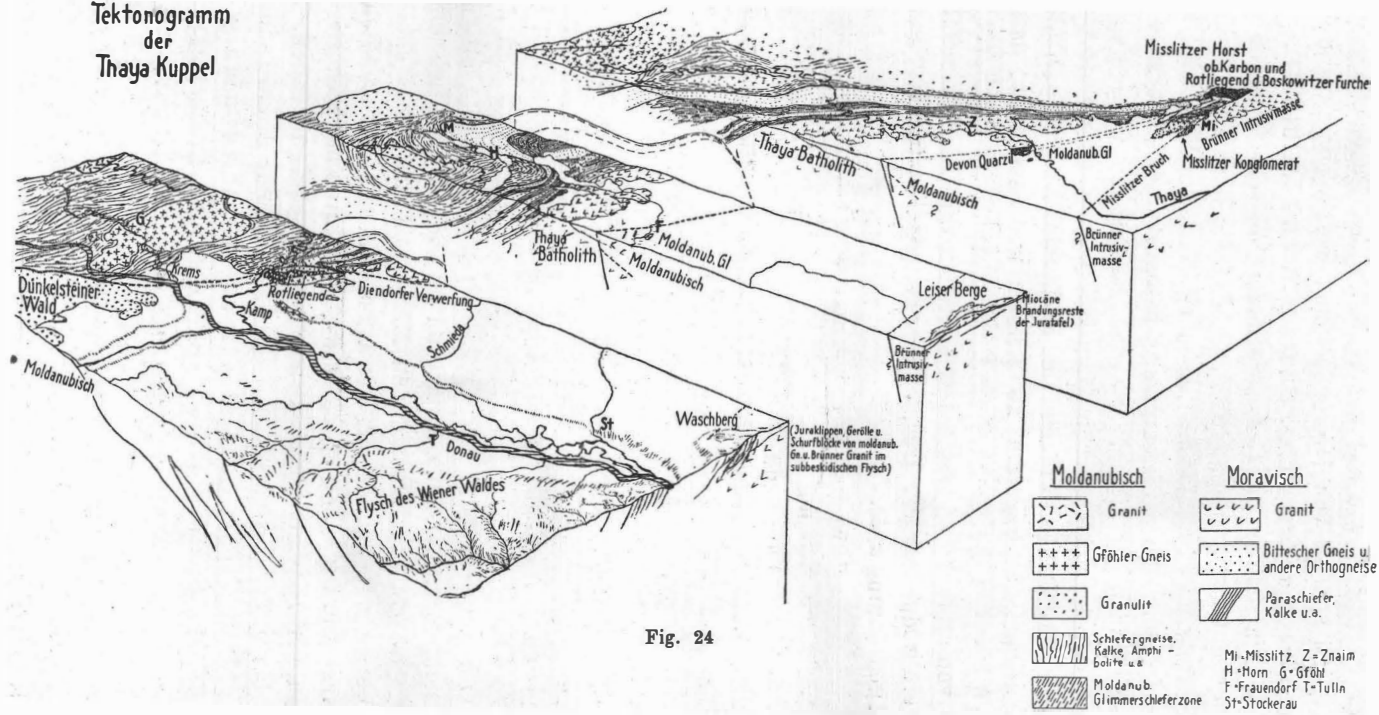 Tektonogramm
der
Thaya Kuppel
Misslitzer Horst
ob.Karbon und
Rotliegend d.Boskowitzer Furche
Mi
Brünner Intrusivmasse
Misslitzer Konglomerat
Z
Thaya Batholith
Devon Quarzit
Moldanub.Gl
Misslitzer Bruch
Moldanubisch
?
Thaya
?
Brünner
Intrusiv-
masse
M
H
F
Thaya
Batholith
Moldanub.Gl
Moldanubisch
Leiser Berge
(Miocäne
Brandungsreste
der Juratafel)
?
Brünner
Intrusiv-
masse
G
Krems
Dunkelsteiner
Wald
Rotliegend
Diendorfer Verwerfung
Kamp
Schmieda
Moldanubisch
St
Waschberg
(Juraklippen, Gerölle u.
Schurfblöcke von moldanub.
Gn.u.Brünner Granit im
subbeskidischen Flysch)
T
Donau
Flysch des Wiener Waldes
Fig. 24
Moldanubisch
Granit
Gföhler Gneis
Granulit
Schiefergneise,
Kalke, Amphi-
bolite u.a
Moldanub.
Glimmerschieferzone
Moravisch
Granit
Bittescher Gneis u.
andere Orthogneise
Paraschiefer,
Kalke u.a.
Mi=Misslitz, Z=Znaim
H=Horn G=Gföhl
F=Frauendorf T=Tulln
St=Stockerau